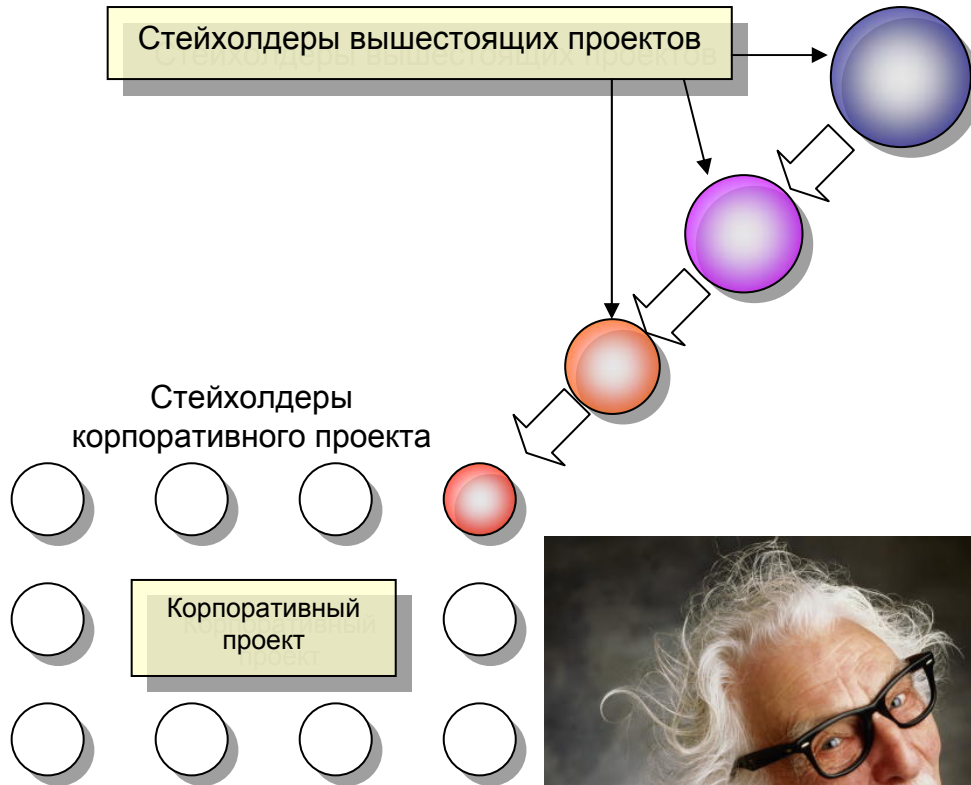 Стейхолдеры вышестоящих проектов
Стейхолдеры
корпоративного проекта
Корпоративный
проект